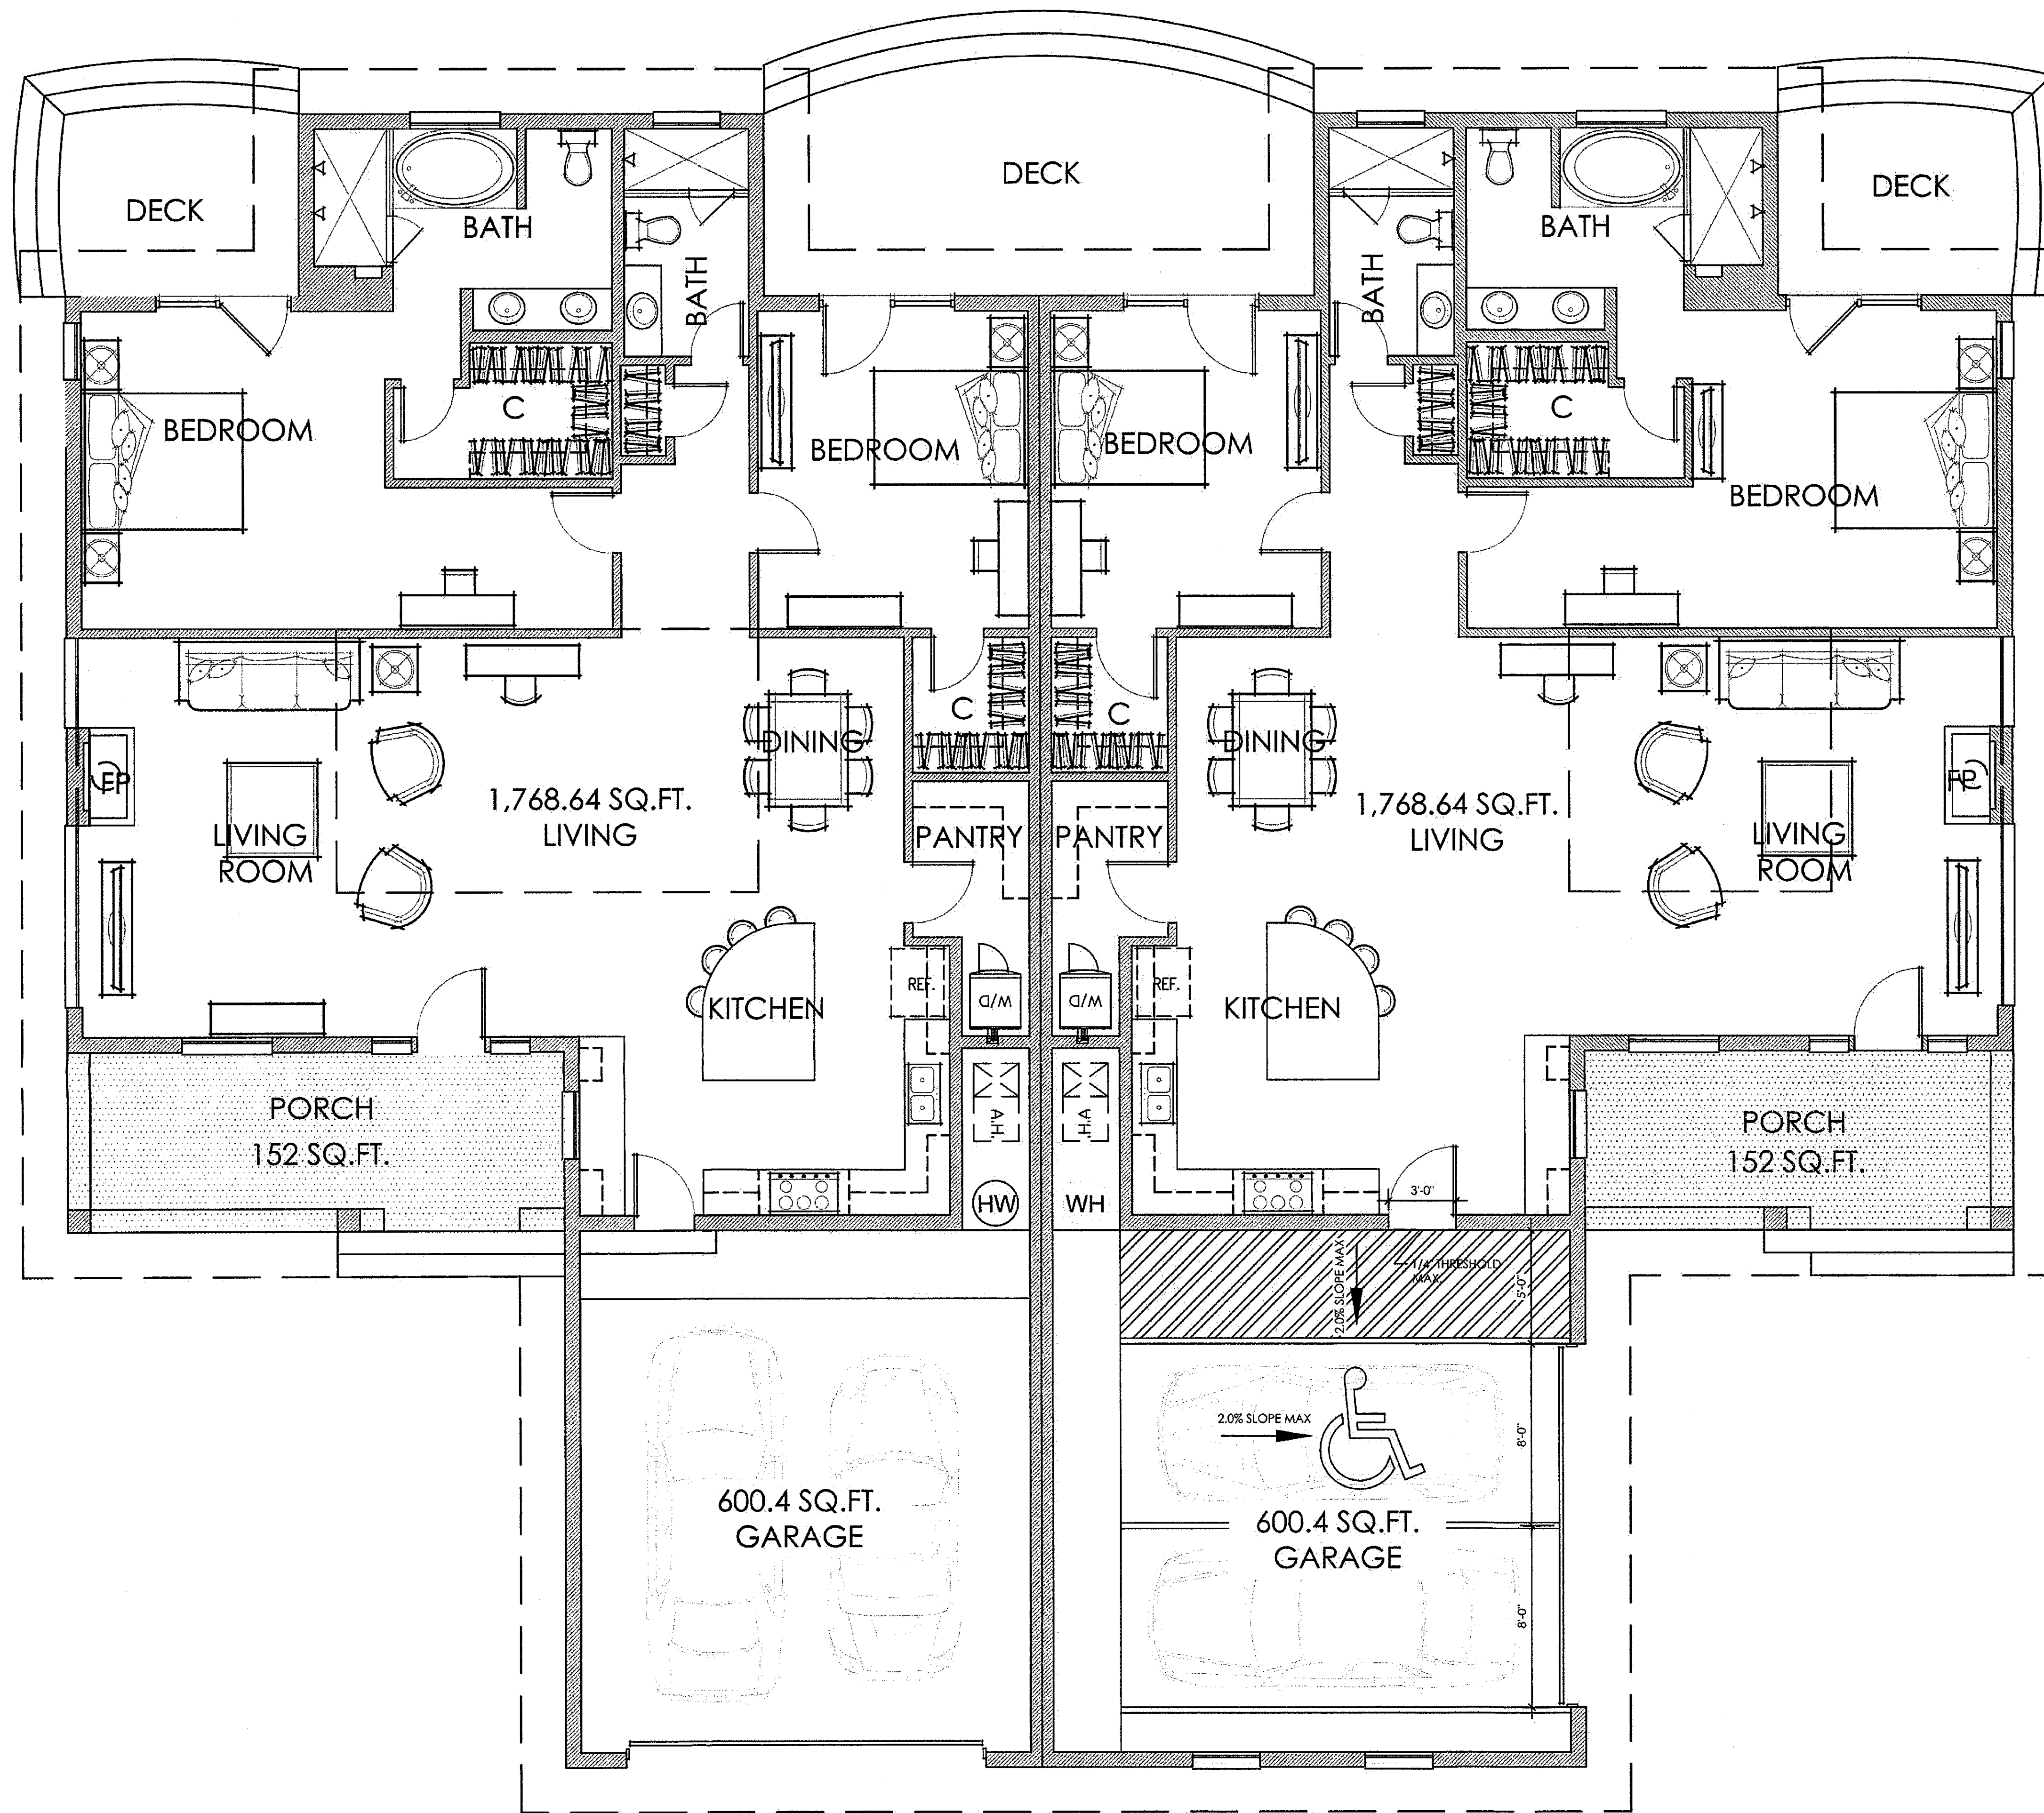 DECK
DECK
DECK
BATH
BATH
BATH
BATH
C
C
BEDROOM
BEDROOM
BEDROOM
BEDROOM
C
C
DINING
DINING
FP
FP
1,768.64 SQ.FT.
LIVING
1,768.64 SQ.FT.
LIVING
LIVING
ROOM
LIVING
ROOM
PANTRY
PANTRY
REF.
REF.
KITCHEN
KITCHEN
W/D
W/D
PORCH
152 SQ.FT.
PORCH
152 SQ.FT.
A.H.
A.H.
HW
WH
3'-0"
2.0% SLOPE MAX
1/4" THRESHOLD
MAX.
5'-0"
2.0% SLOPE MAX
8'-0"
600.4 SQ.FT.
GARAGE
600.4 SQ.FT.
GARAGE
8'-0"